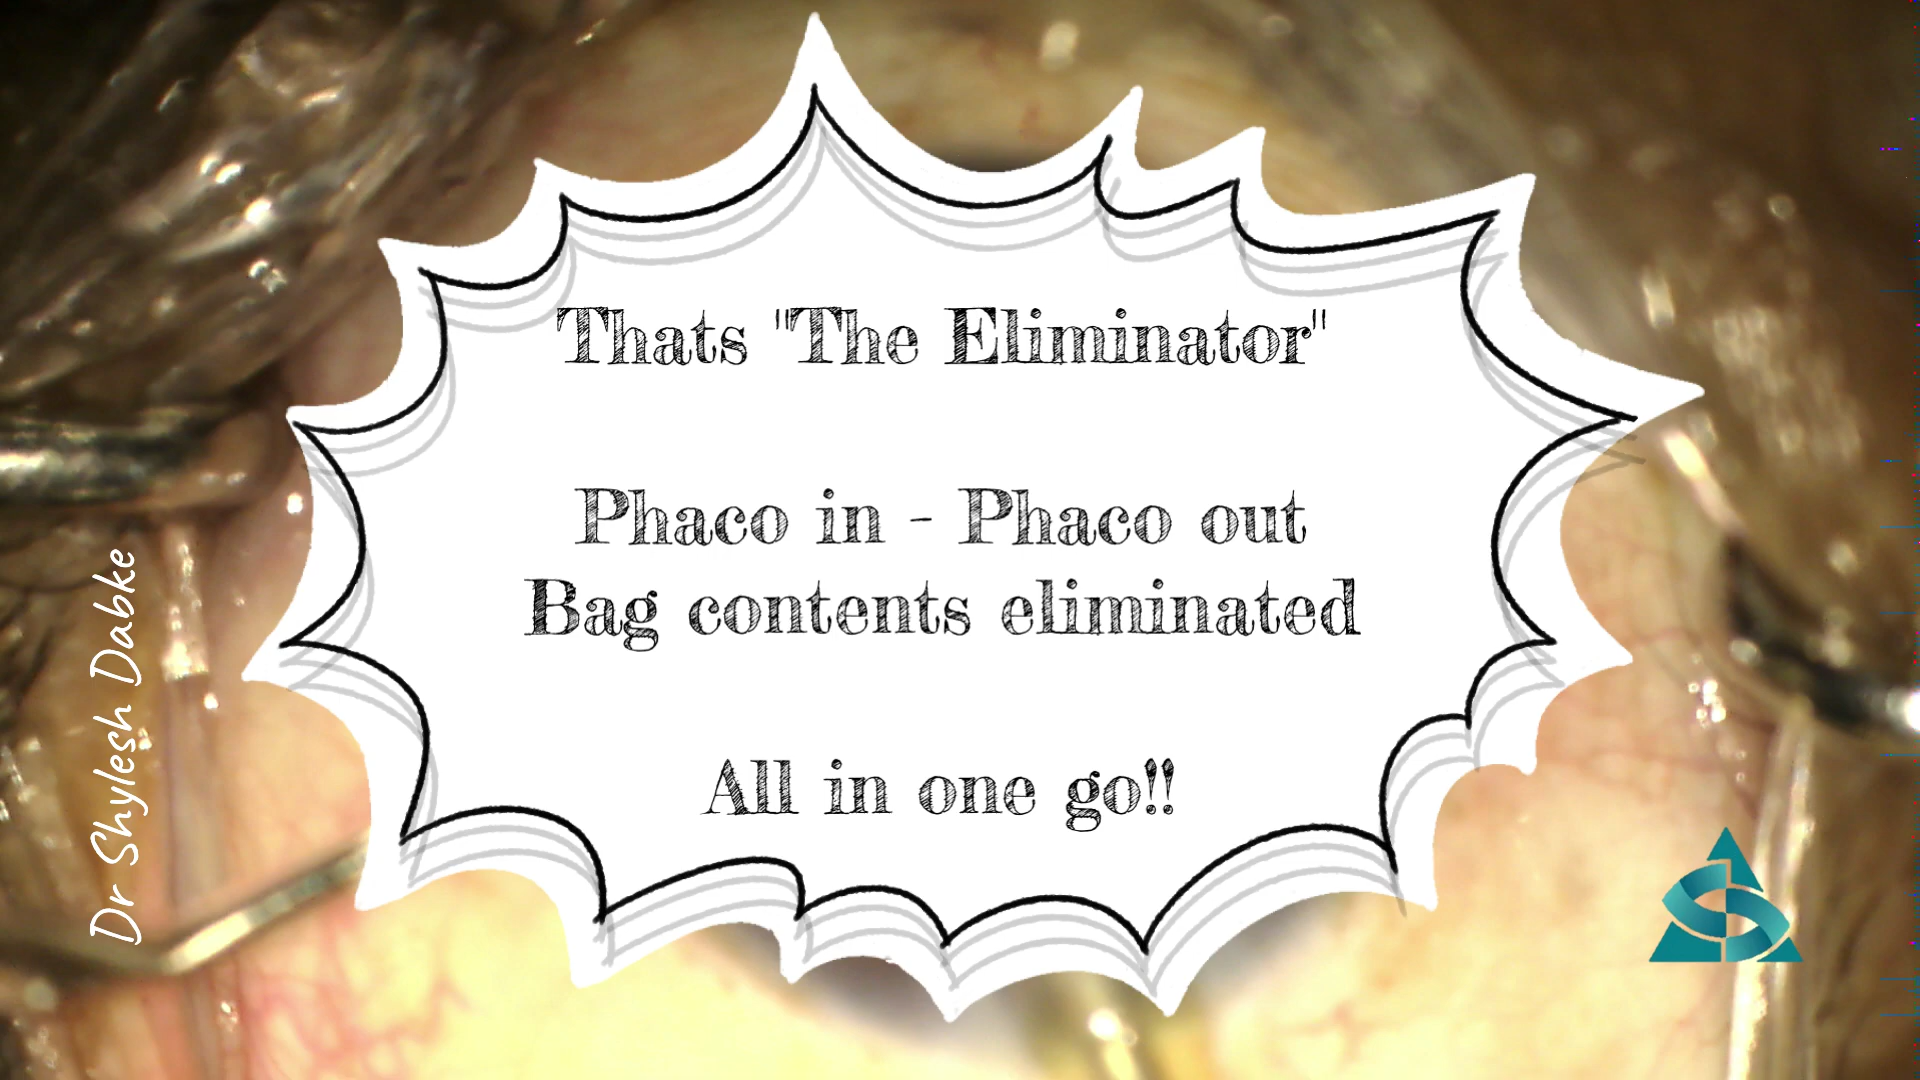 Thats "The Eliminator"
Phaco in - Phaco out
Bag contents eliminated
All in one go!!
Dr Shylesh Dabke